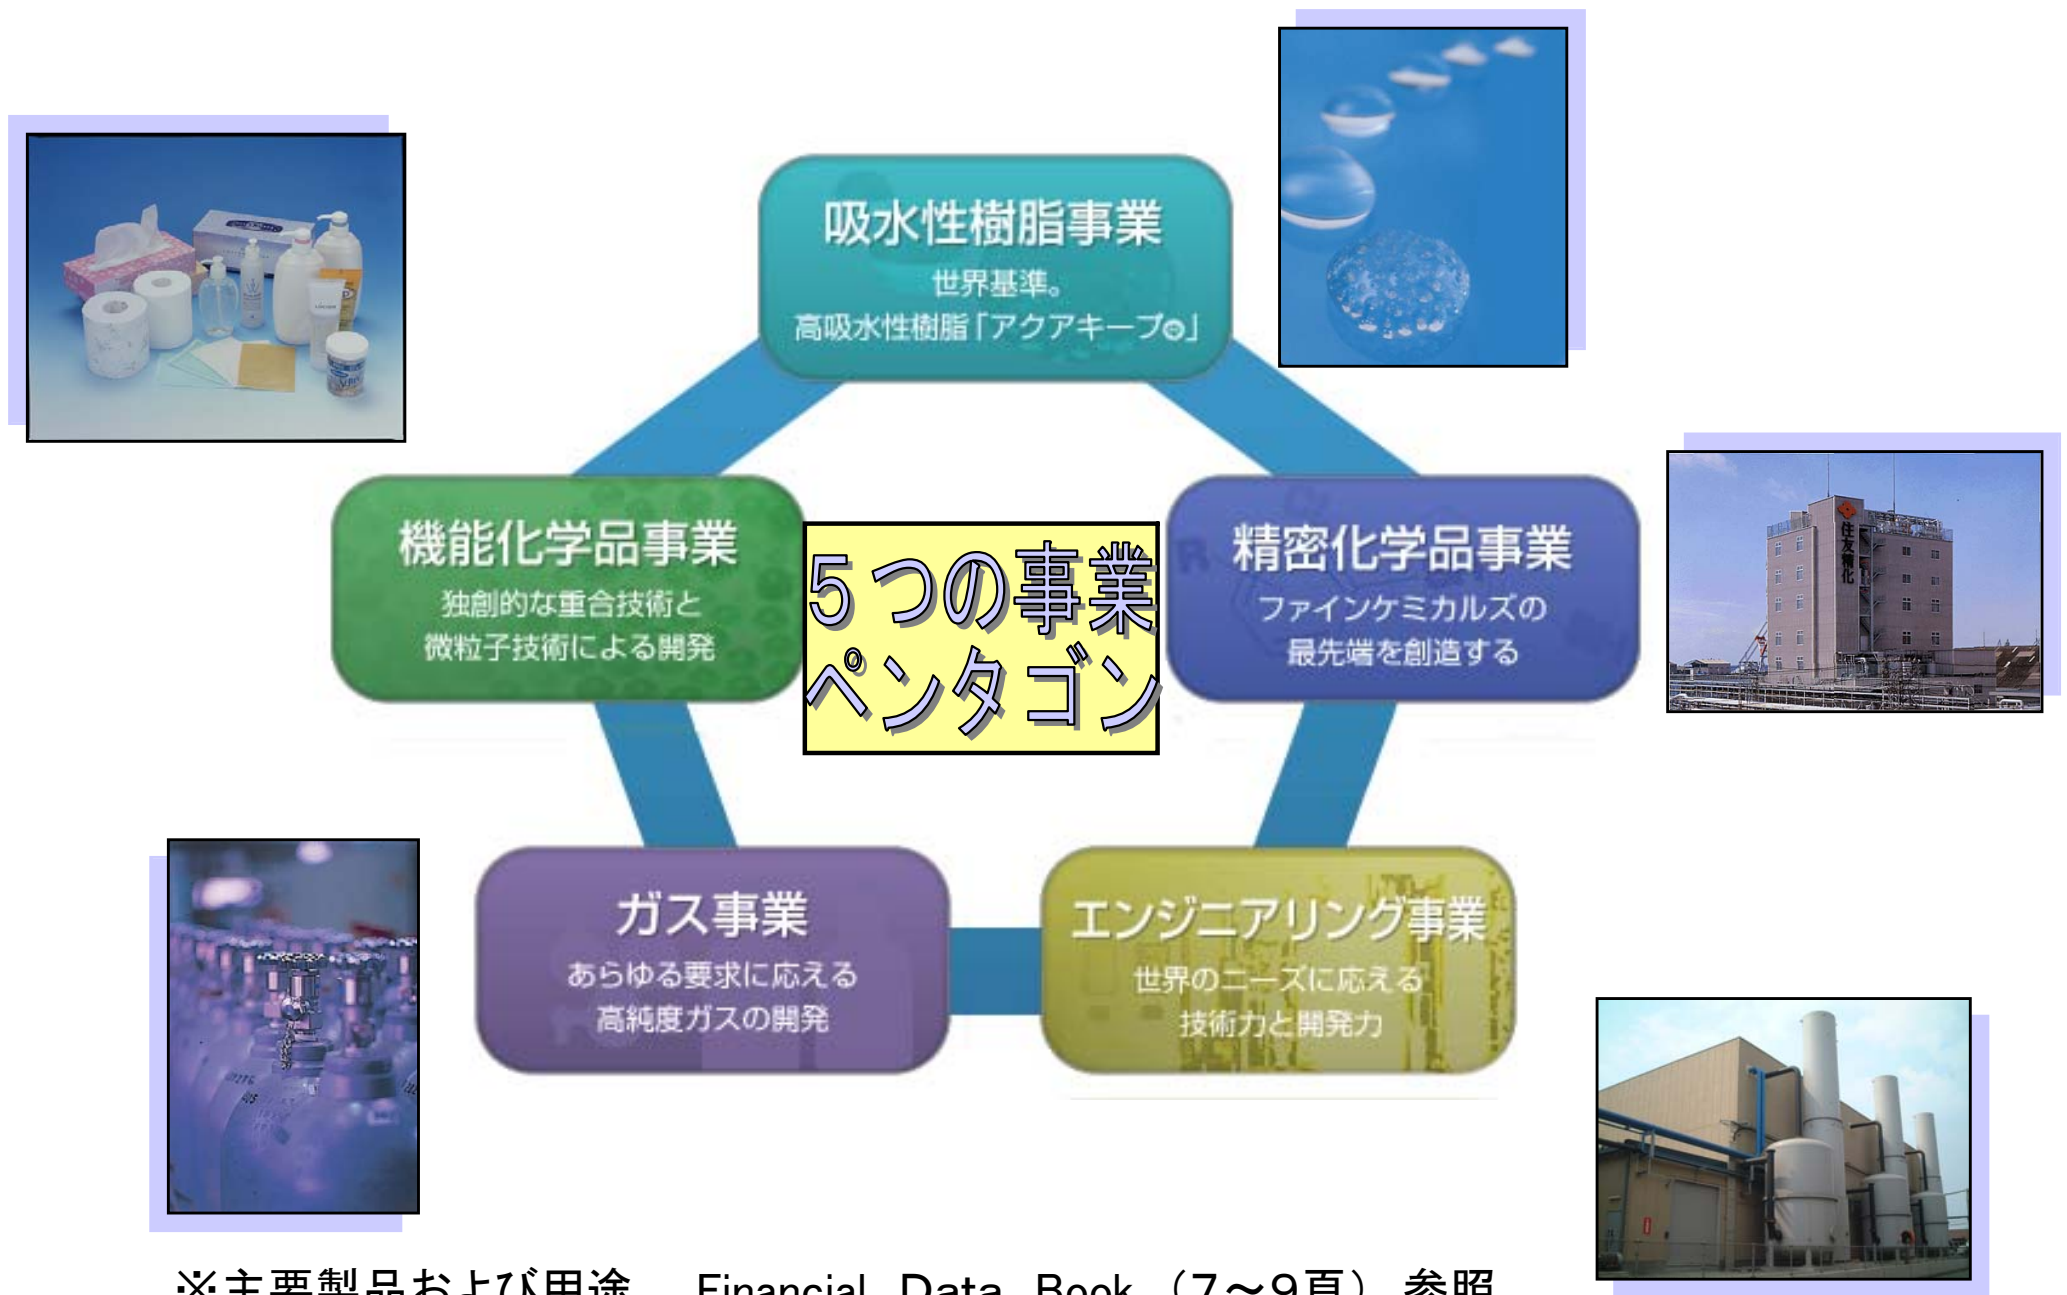 吸水性樹脂事業
世界基準。
高吸水性樹脂「アクアキープ®」
機能化学品事業
独創的な重合技術と
微粒子技術による開発
5つの事業
ペンタゴン
精密化学品事業
ファインケミカルズの
最先端を創造する
住友精化
ガス事業
あらゆる要求に応える
高純度ガスの開発
エンジニアリング事業
世界のニーズに応える
技術力と開発力
※主要製品および用途 Financial Data Book (7〜9頁) 参照